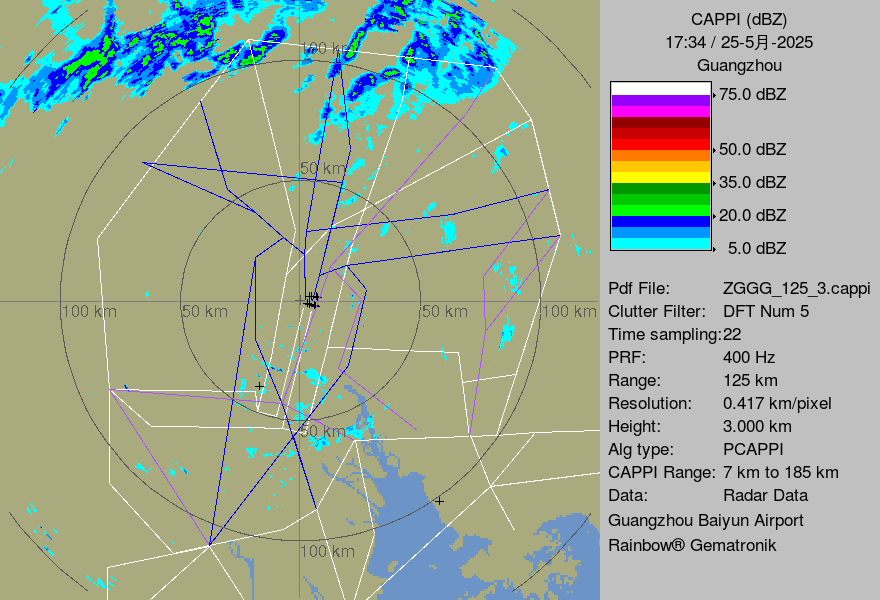 CAPPI (dBZ)
17:34 / 25-5月-2025
Guangzhou
75.0 dBZ
50.0 dBZ
35.0 dBZ
20.0 dBZ
5.0 dBZ
100 km
50 km
100 km
50 km
50 km
100 km
50 km
100 km
Pdf File: ZGGG_125_3.cappi
Clutter Filter: DFT Num 5
Time sampling:22
PRF: 400 Hz
Range: 125 km
Resolution: 0.417 km/pixel
Height: 3.000 km
Alg type: PCAPPI
CAPPI Range: 7 km to 185 km
Data: Radar Data
Guangzhou Baiyun Airport
Rainbow® Gematronik